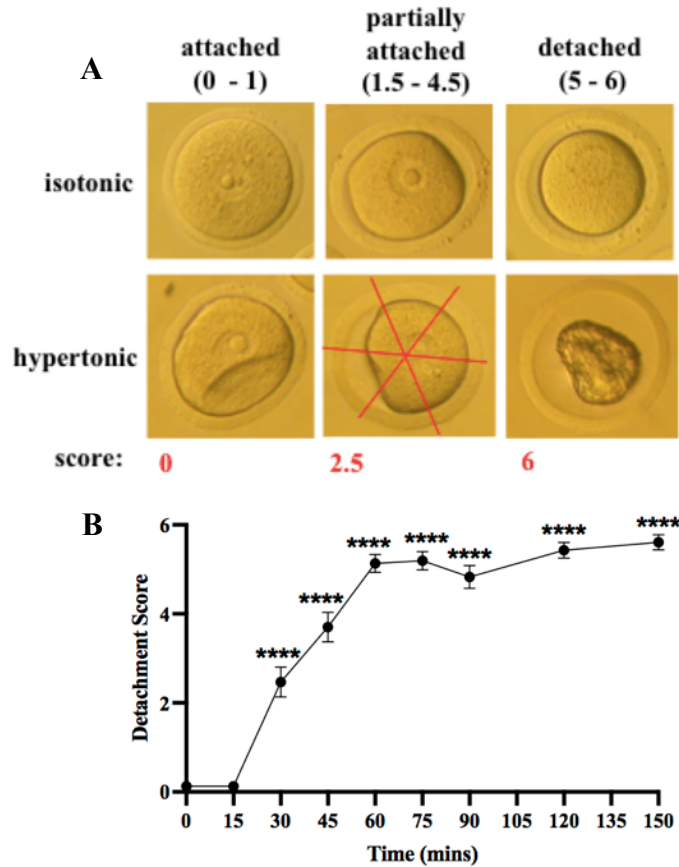 A
attached
(0 - 1)
partially
attached
(1.5 - 4.5)
detached
(5 - 6)
isotonic
hypertonic
score: 0 2.5 6
B
Detachment Score
6
4
2
0
**** **** **** **** **** **** ****
0 15 30 45 60 75 90 105 120 135 150
Time (mins)